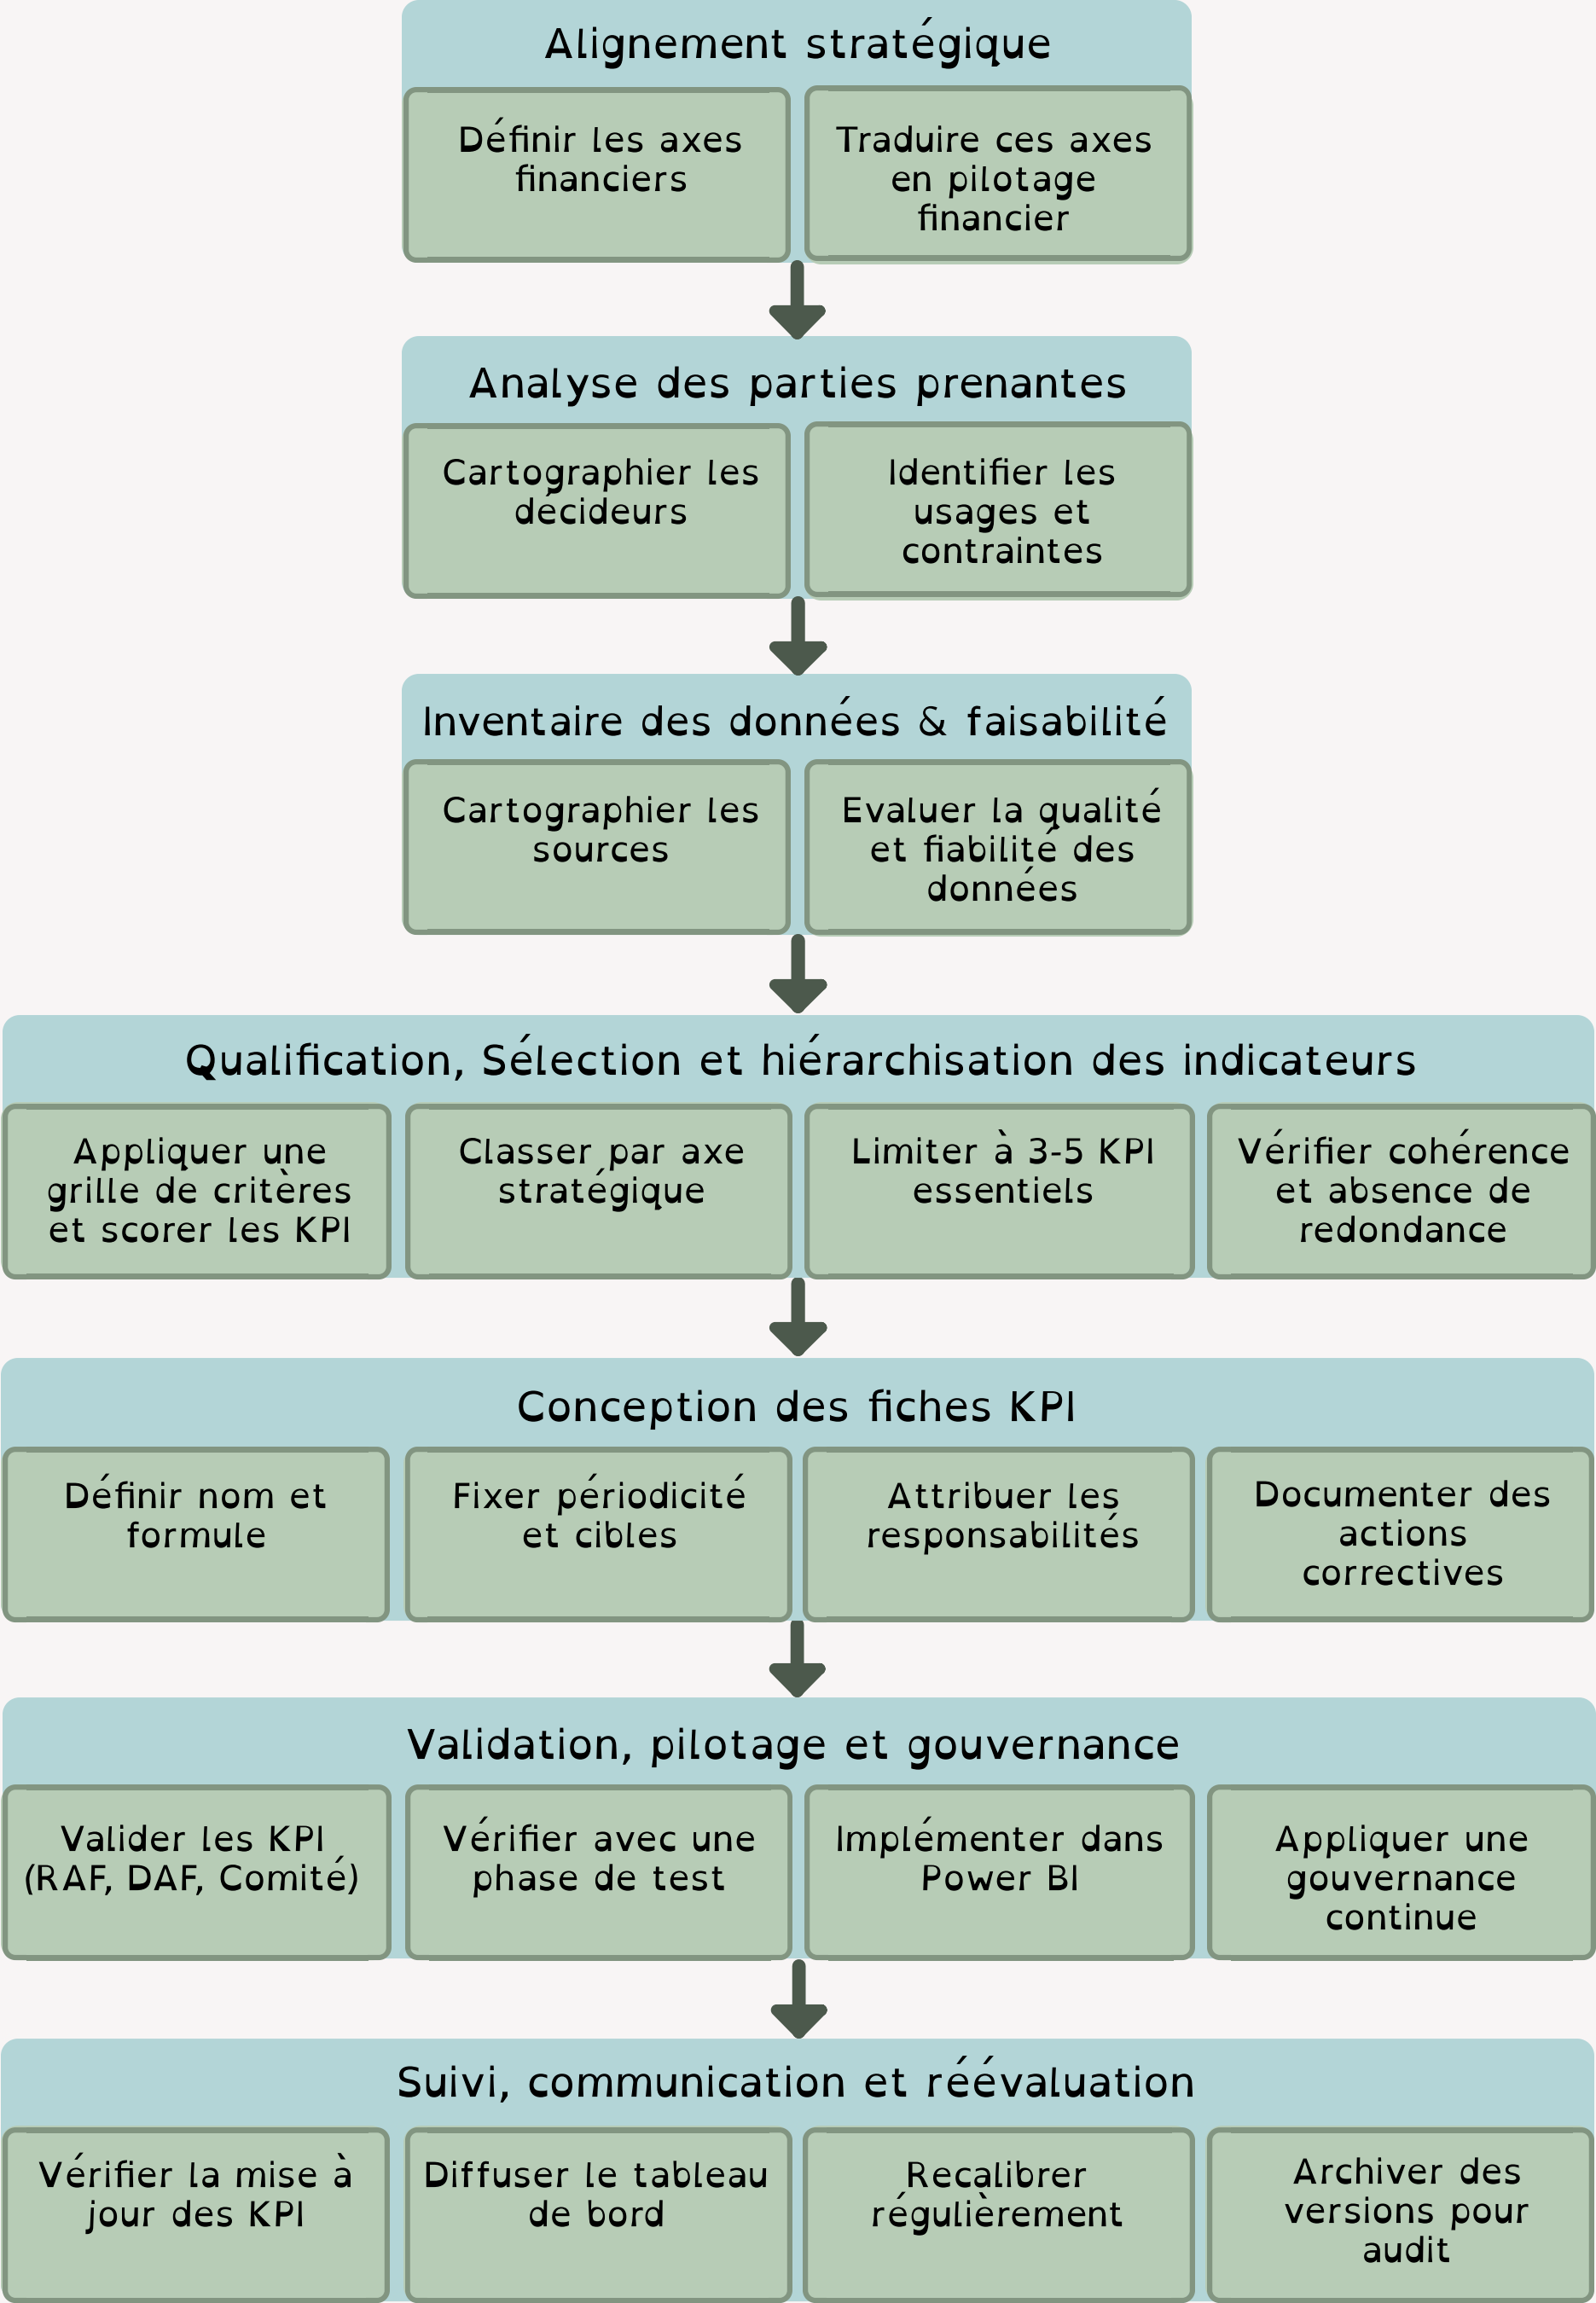 Alignement stratégique
Définir les axes
financiers
Traduire ces axes
en pilotage
financier
Analyse des parties prenantes
Cartographier les
décideurs
Identifier les
usages et
contraintes
Inventaire des données & faisabilité
Cartographier les
sources
Evaluer la qualité
et fiabilité des
données
Qualification, Sélection et hiérarchisation des indicateurs
Appliquer une
grille de critères
et scorer les KPI
Classer par axe
stratégique
Limiter à 3-5 KPI
essentiels
Vérifier cohérence
et absence de
redondance
Conception des fiches KPI
Définir nom et
formule
Fixer périodicité
et cibles
Attribuer les
responsabilités
Documenter des
actions
correctives
Validation, pilotage et gouvernance
Valider les KPI
(RAF, DAF, Comité)
Vérifier avec une
phase de test
Implémenter dans
Power BI
Appliquer une
gouvernance
continue
Suivi, communication et réévaluation
Vérifier la mise à
jour des KPI
Diffuser le tableau
de bord
Recalibrer
régulièrement
Archiver des
versions pour
audit